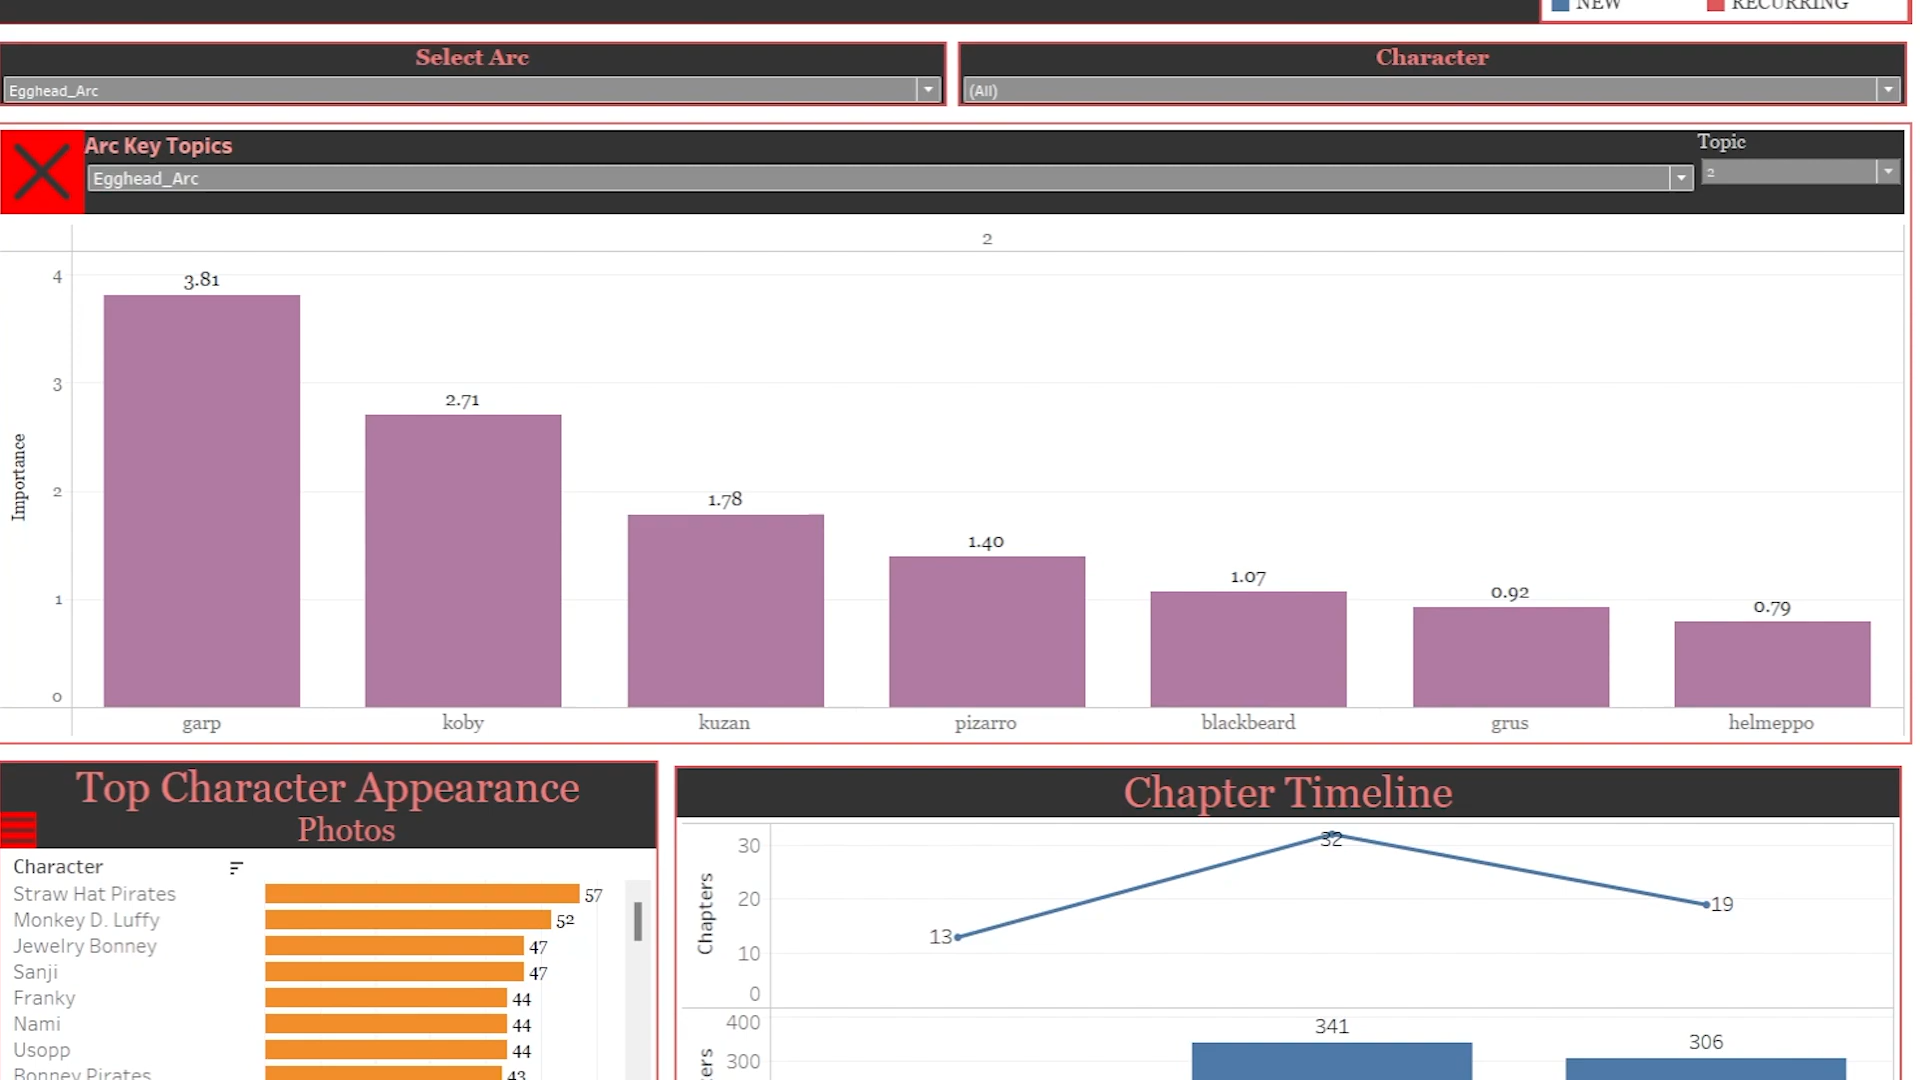 NEW RECURRING
Select Arc
Egghead_Arc
Character
(All)
Arc Key Topics
Egghead_Arc
Topic
2
2
4
3
2
1
0
Importance
3.81
2.71
1.78
1.40
1.07
0.92
0.79
garp koby kuzan pizarro blackbeard grus helmeppo
Top Character Appearance
Photos
Character
Straw Hat Pirates 57
Monkey D. Luffy 52
Jewelry Bonney 47
Sanji 47
Franky 44
Nami 44
Usopp 44
Bonney Pirates 43
Chapter Timeline
Chapters
30
20
10
0
13
32
19
400
300
341
306